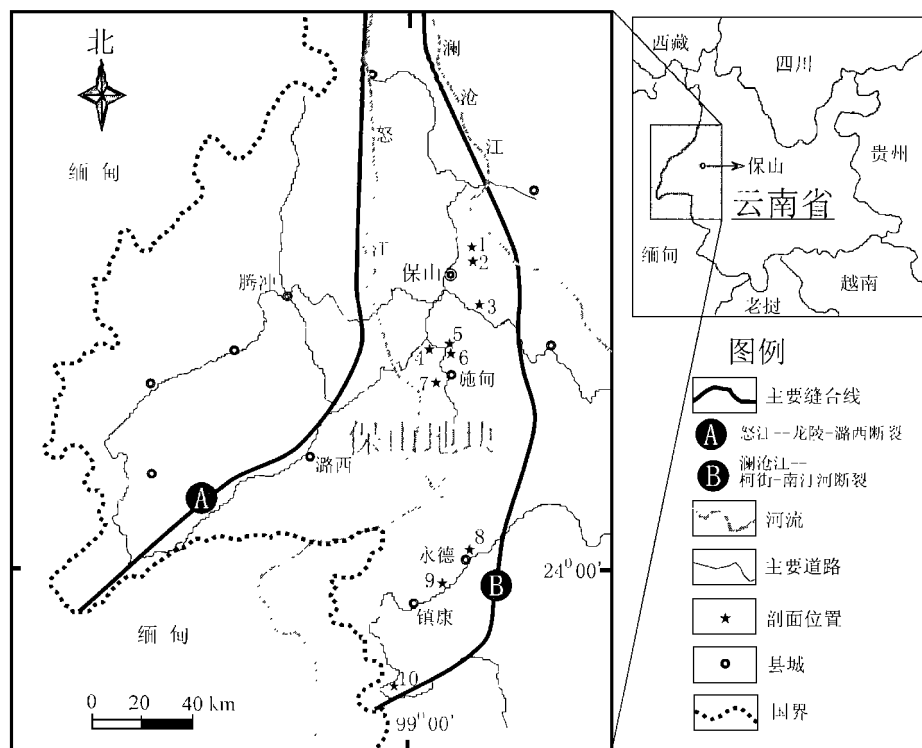 北
缅 甸
怒
江
澜
沧
江
腾冲
保山
1
2
3
4
5
6
7
施甸
保山地块
潞西
A
永德
8
9
镇康
B
24°00'
缅 甸
10
99°00'
0 20 40 km
西藏
四川
贵州
保山
云南省
缅甸
老挝
越南
图例
主要缝合线
A 怒江--龙陵-潞西断裂
B 澜沧江--
柯街-南汀河断裂
河流
主要道路
剖面位置
县城
国界